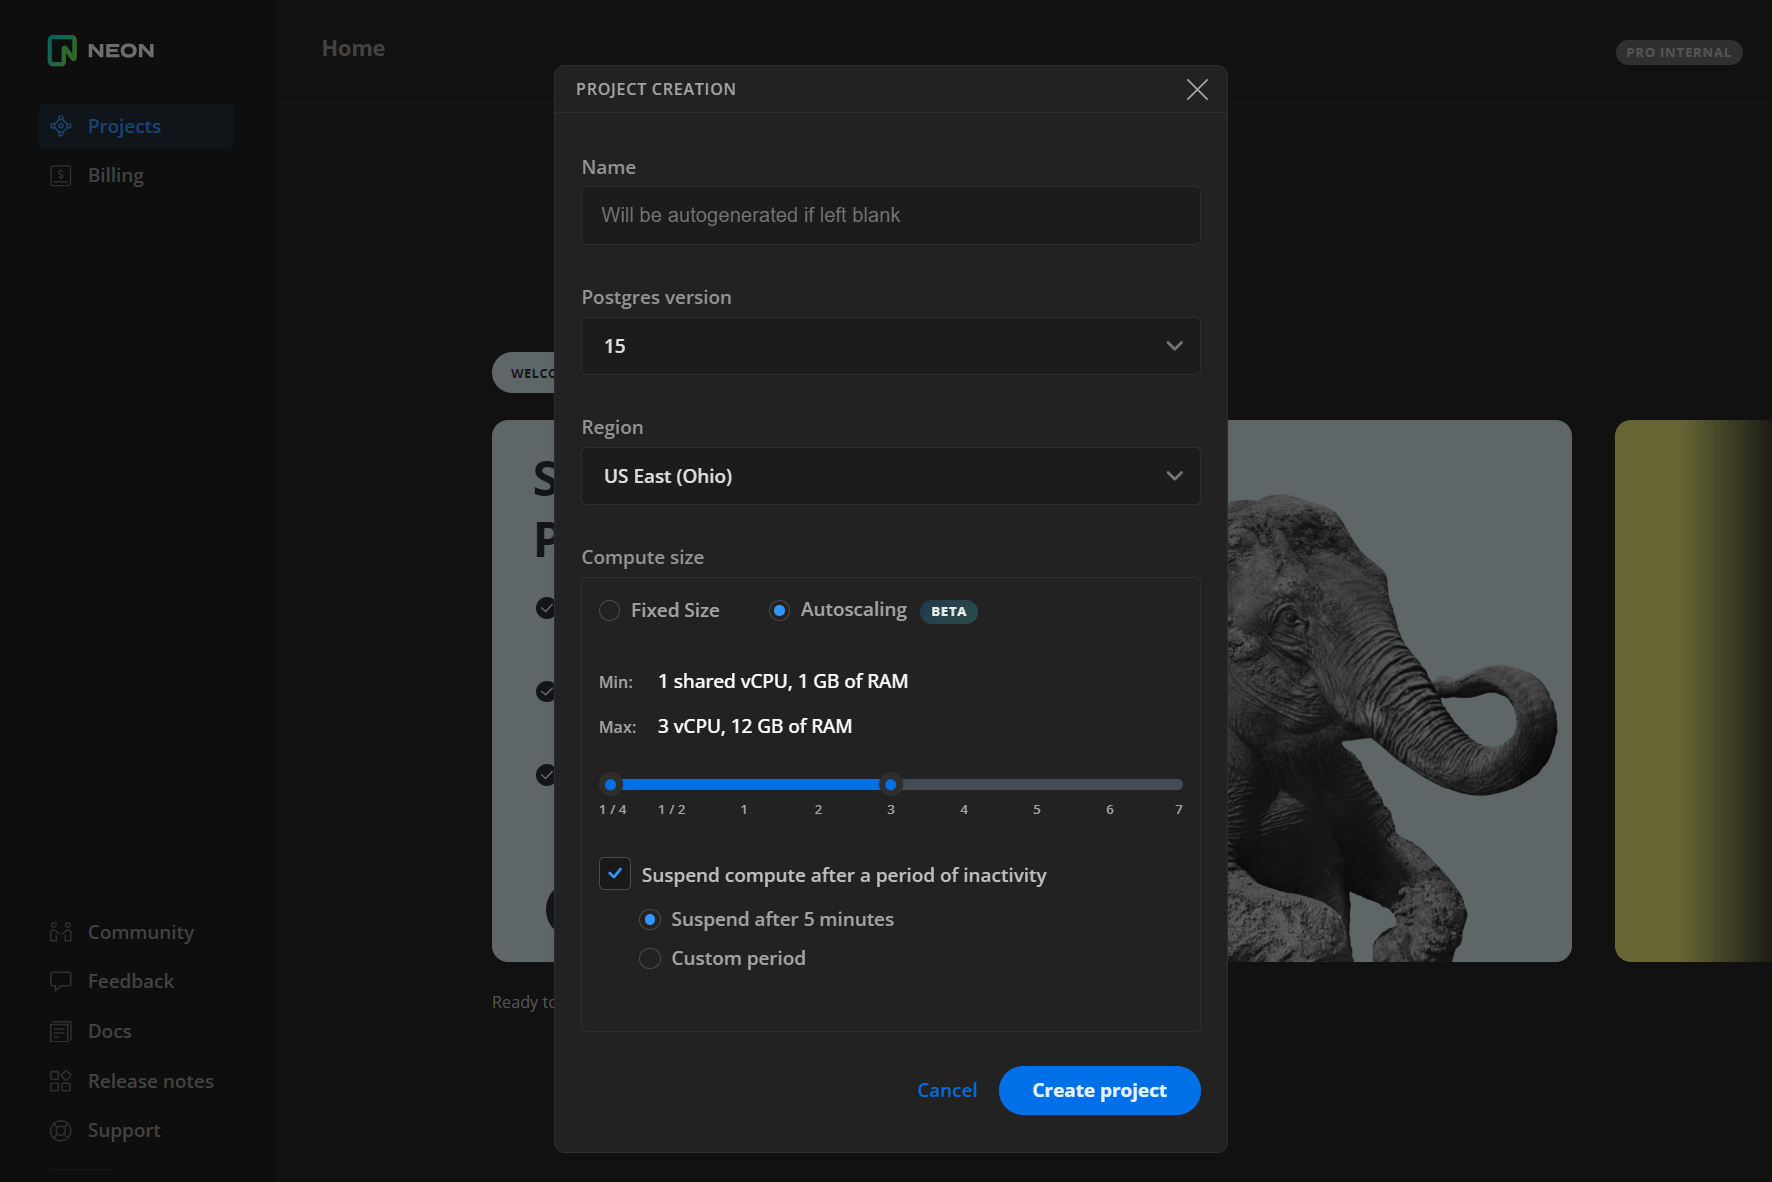 NEON
Home
PRO INTERNAL
Projects
Billing
PROJECT CREATION
Name
Will be autogenerated if left blank
Postgres version
15
Region
US East (Ohio)
Compute size
Fixed Size
Autoscaling BETA
Min: 1 shared vCPU, 1 GB of RAM
Max: 3 vCPU, 12 GB of RAM
1 / 4 1 / 2 1 2 3 4 5 6 7
Suspend compute after a period of inactivity
Suspend after 5 minutes
Custom period
Cancel
Create project
Ready
Community
Feedback
Docs
Release notes
Support